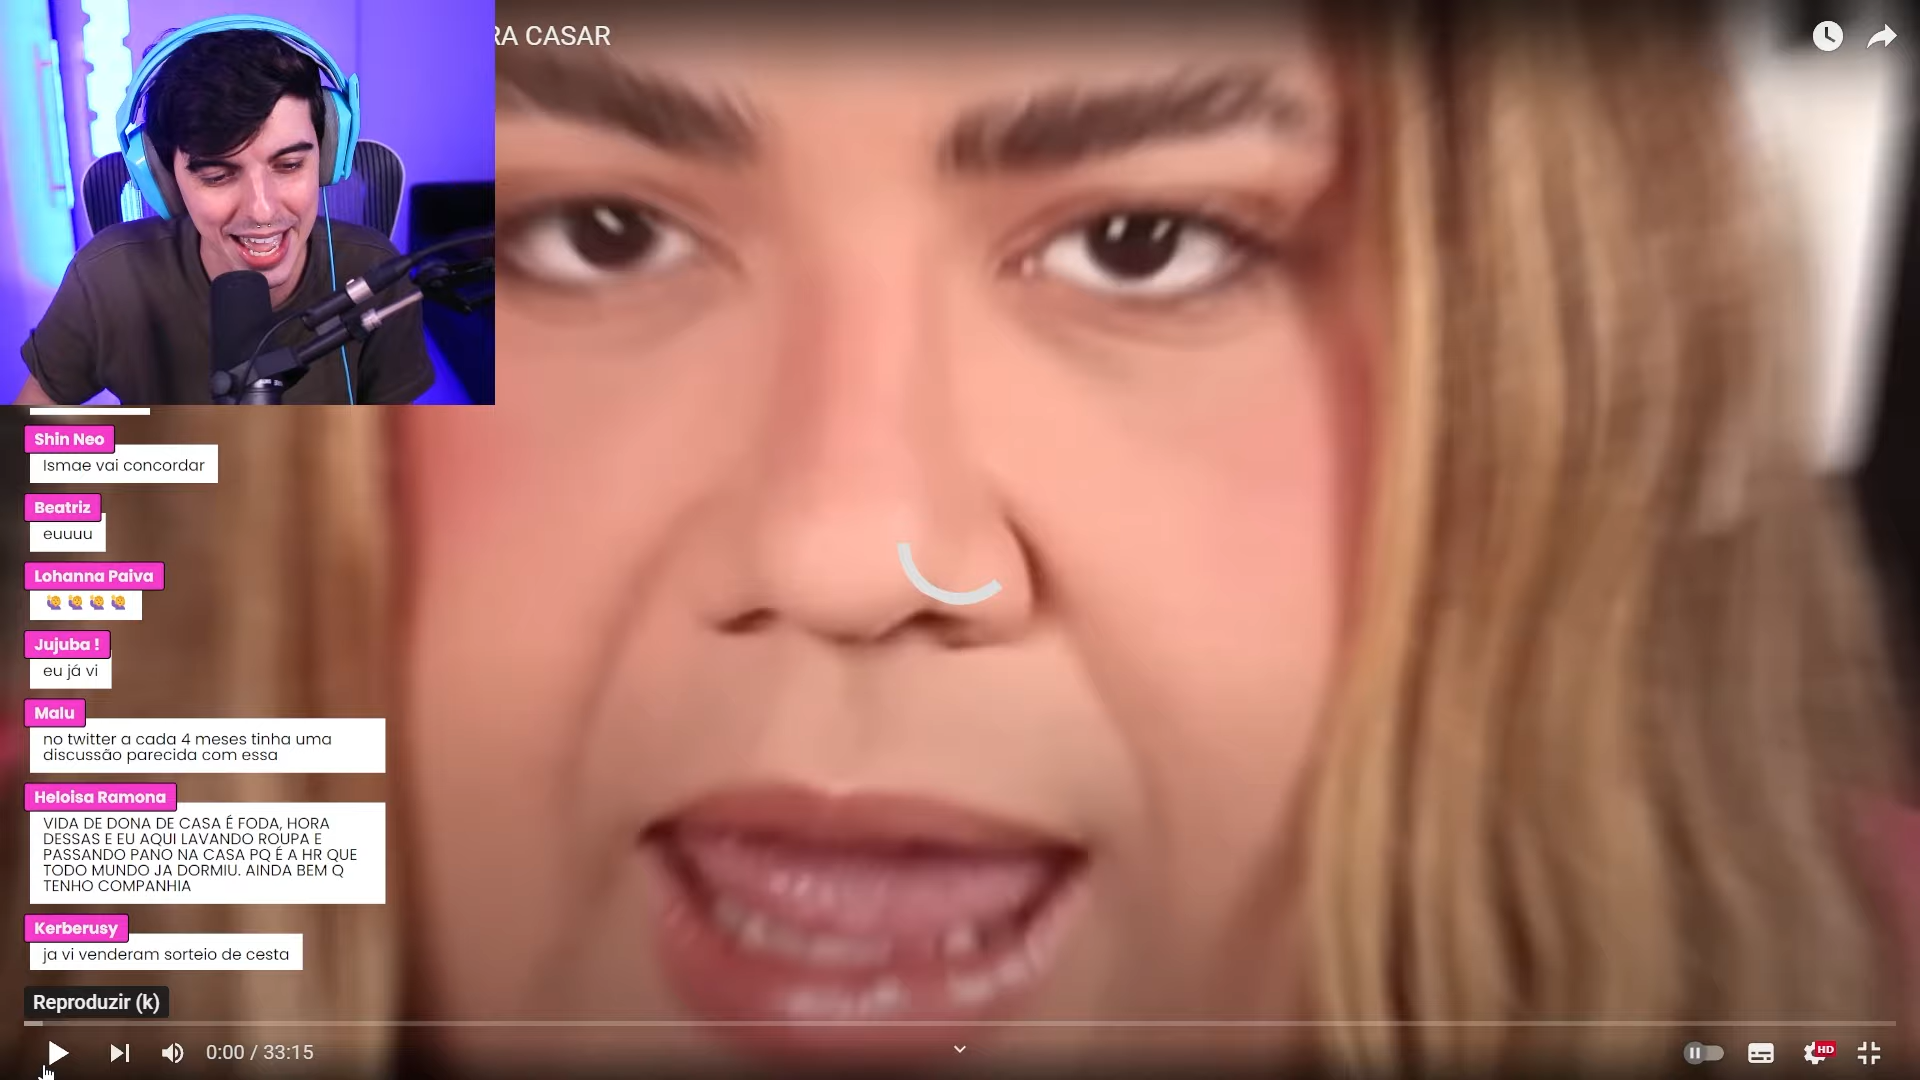 RA CASAR
Shin Neo
Ismae vai concordar
Beatriz
euuuu
Lohanna Paiva
Jujuba !
eu já vi
Malu
no twitter a cada 4 meses tinha uma
discussão parecida com essa
Heloisa Ramona
VIDA DE DONA DE CASA É FODA, HORA
DESSAS E EU AQUI LAVANDO ROUPA E
PASSANDO PANO NA CASA PQ É A HR QUE
TODO MUNDO JA DORMIU. AINDA BEM Q
TENHO COMPANHIA
Kerberusy
ja vi venderam sorteio de cesta
Reproduzir (k)
0:00 / 33:15
HD